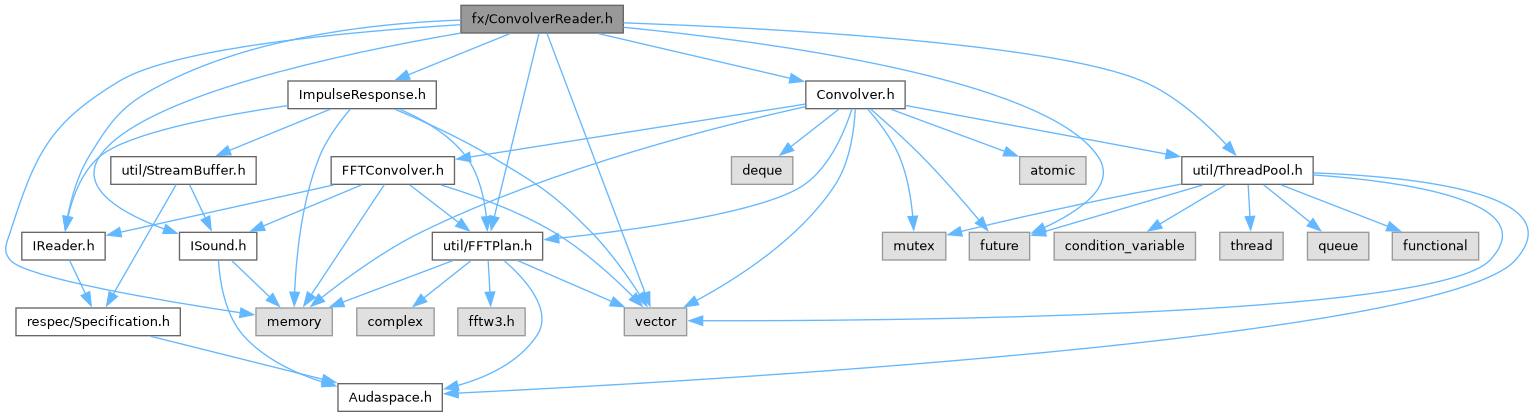 fx/ConvolverReader.h
ImpulseResponse.h
Convolver.h
util/StreamBuffer.h
FFTConvolver.h
deque
atomic
util/ThreadPool.h
IReader.h
ISound.h
util/FFTPlan.h
mutex
future
condition_variable
thread
queue
functional
respec/Specification.h
memory
complex
fftw3.h
vector
Audaspace.h